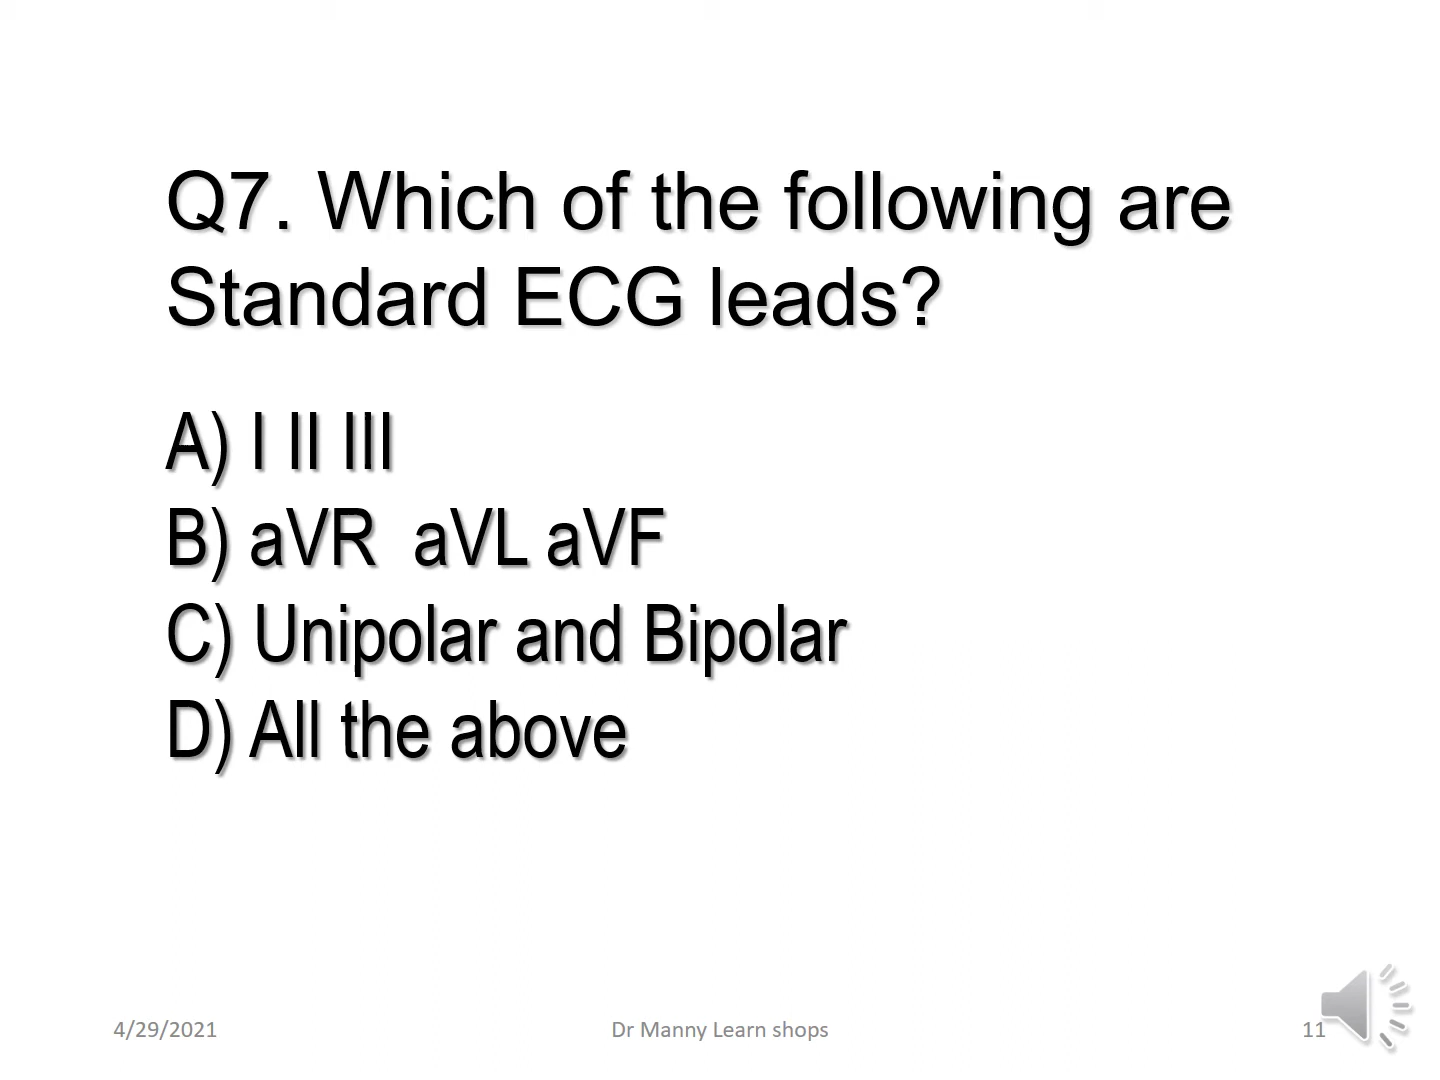 Q7. Which of the following are
Standard ECG leads?
A) I II III
B) aVR  aVL aVF
C) Unipolar and Bipolar
D) All the above
4/29/2021
Dr Manny Learn shops
11